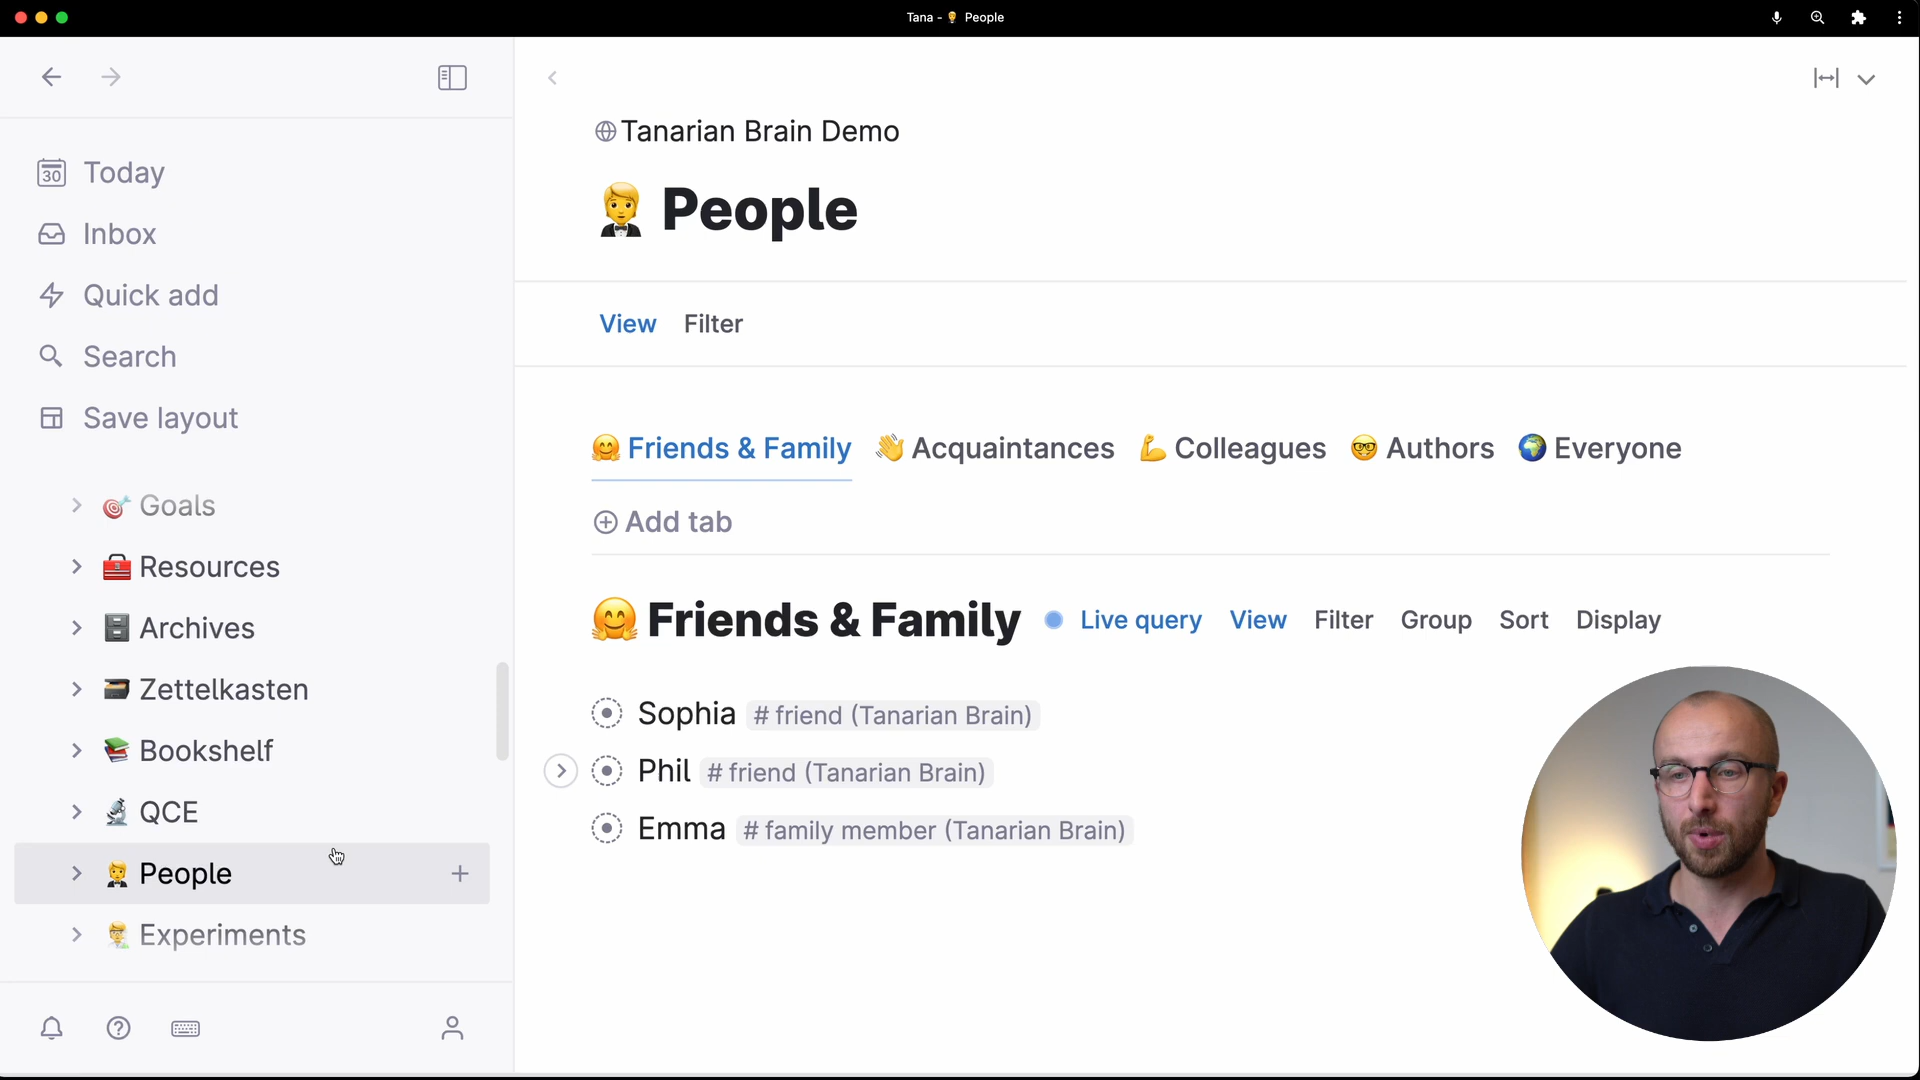 Tana - People
Today
Inbox
Quick add
Search
Save layout
Goals
Resources
Archives
Zettelkasten
Bookshelf
QCE
People
Experiments
Tanarian Brain Demo
People
View Filter
Friends & Family Acquaintances Colleagues Authors Everyone
Add tab
Friends & Family Live query View Filter Group Sort Display
Sophia # friend (Tanarian Brain)
Phil # friend (Tanarian Brain)
Emma # family member (Tanarian Brain)
30